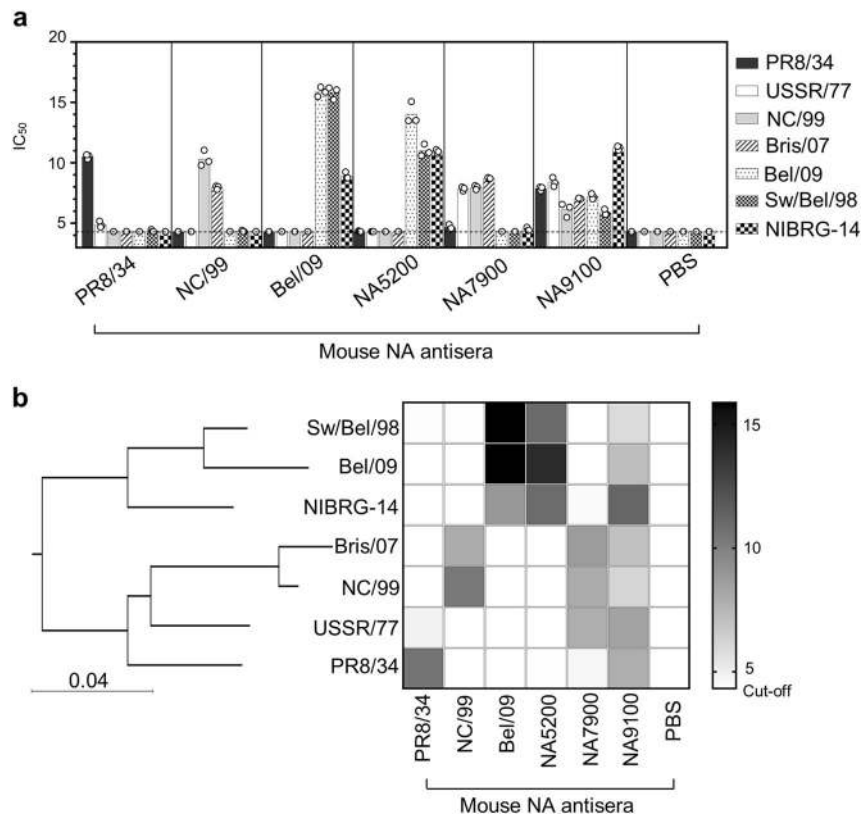 a
20
15
10
5
IC50
PR8/34
NC/99
Bel/09
NA5200
NA7900
NA9100
PBS
Mouse NA antisera
PR8/34
USSR/77
NC/99
Bris/07
Bel/09
Sw/Bel/98
NIBRG-14
b
Sw/Bel/98
Bel/09
NIBRG-14
Bris/07
NC/99
USSR/77
PR8/34
0.04
15
10
5
Cut-off
PR8/34
NC/99
Bel/09
NA5200
NA7900
NA9100
PBS
Mouse NA antisera